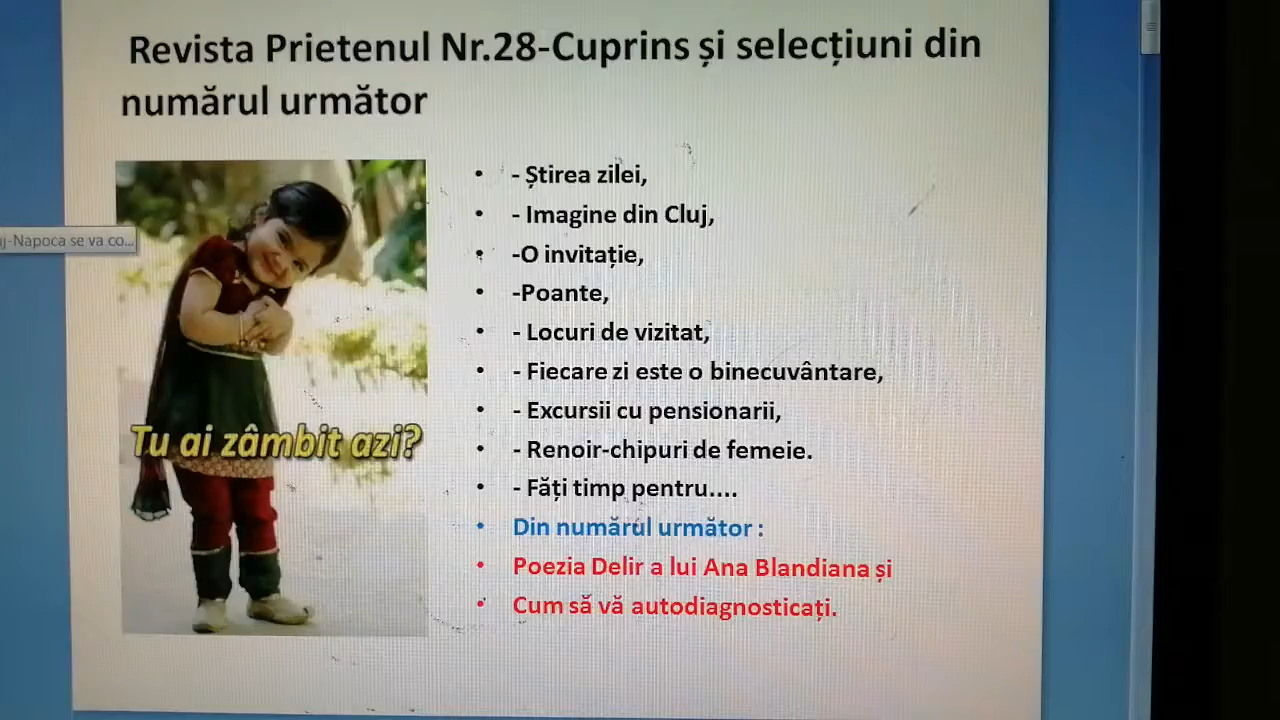 Revista Prietenul Nr.28-Cuprins și selecțiuni din
numărul următor
j-Napoca se va co...
Tu ai zâmbit azi?
• - Știrea zilei,
• - Imagine din Cluj,
• -O invitație,
• -Poante,
• - Locuri de vizitat,
• - Fiecare zi este o binecuvântare,
• - Excursii cu pensionarii,
• - Renoir-chipuri de femeie.
• - Făți timp pentru....
• Din numărul următor :
• Poezia Delir a lui Ana Blandiana și
• Cum să vă autodiagnosticați.